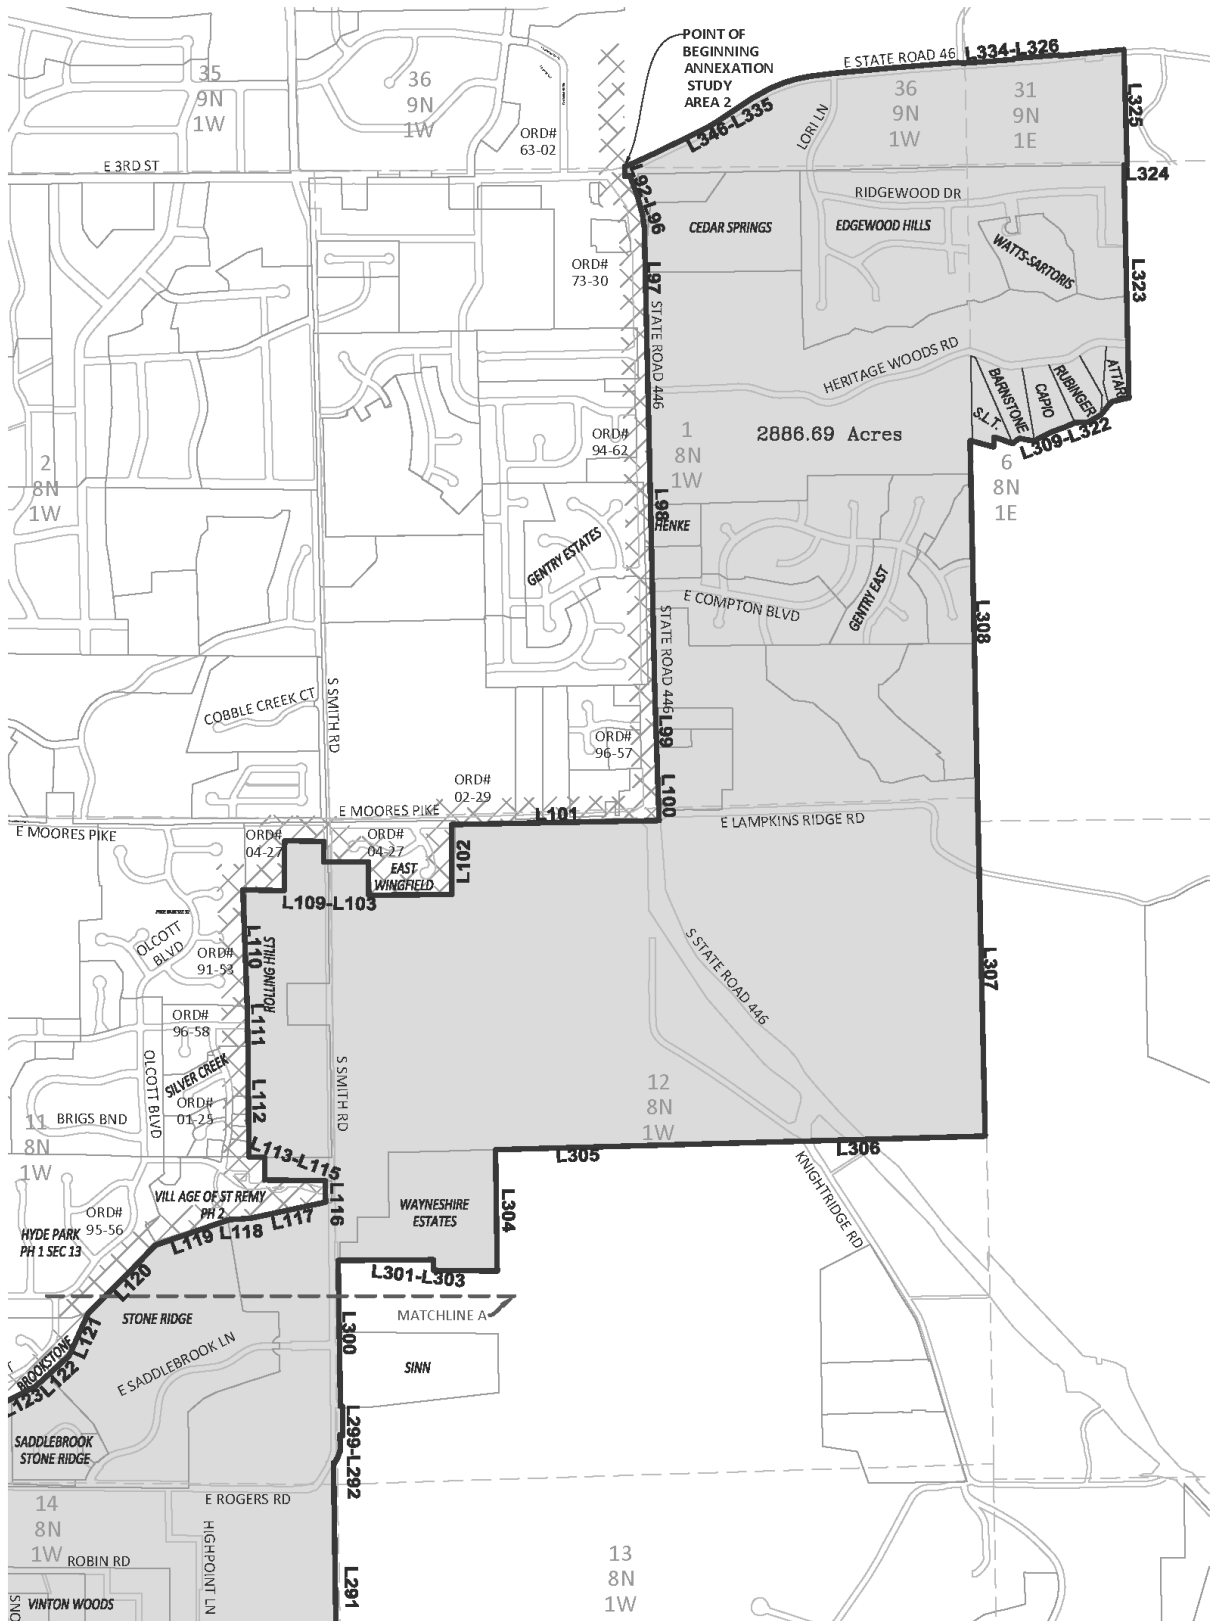 POINT OF
BEGINNING
ANNEXATION
STUDY
AREA 2
E STATE ROAD 46
L334-L326
35
9N
1W
36
9N
1W
36
9N
1W
31
9N
1E
L325
L346-L335
LORI LN
ORD#
63-02
E 3RD ST
L324
L92-L96
RIDGEWOOD DR
CEDAR SPRINGS
EDGEWOOD HILLS
WATTS-SARTORIS
ORD#
73-30
L97
L323
STATE ROAD 446
HERITAGE WOODS RD
S.L.T.
BARNSTONE
CAPIO
RUBINGER
ATTARI
L309-L322
ORD#
94-62
1
8N
1W
2886.69 Acres
2
8N
1W
6
8N
1E
L98
HENKE
GENTRY ESTATES
E COMPTON BLVD
GENTRY EAST
L308
STATE ROAD 446
COBBLE CREEK CT
S SMITH RD
L99
ORD#
96-57
ORD#
02-29
L100
E MOORES PIKE
L101
E LAMPKINS RIDGE RD
E MOORES PIKE
ORD#
04-27
ORD#
04-27
EAST
WINGFIELD
L102
L109-L103
OLCOTT
BLVD
ORD#
91-53
L110
ROLLING HILLS
S STATE ROAD 446
L307
ORD#
96-58
L111
OLCOTT BLVD
SILVER CREEK
S SMITH RD
12
8N
1W
L112
ORD#
01-25
BRIGS BND
11
8N
1W
L113-L115
L305
L306
KNIGHTRIDGE RD
VILLAGE OF ST REMY
PH 2
L116
WAYNESHIRE
ESTATES
L304
ORD#
95-56
L117
L118
L119
HYDE PARK
PH 1 SEC 13
L120
L301-L303
MATCHLINE A
STONE RIDGE
L300
L121
E SADDLEBROOK LN
BROOKSTONE
L122
L123
SINN
SADDLEBROOK
STONE RIDGE
L299-L292
E ROGERS RD
14
8N
1W
HIGHPOINT LN
ROBIN RD
13
8N
1W
L291
VINTON WOODS